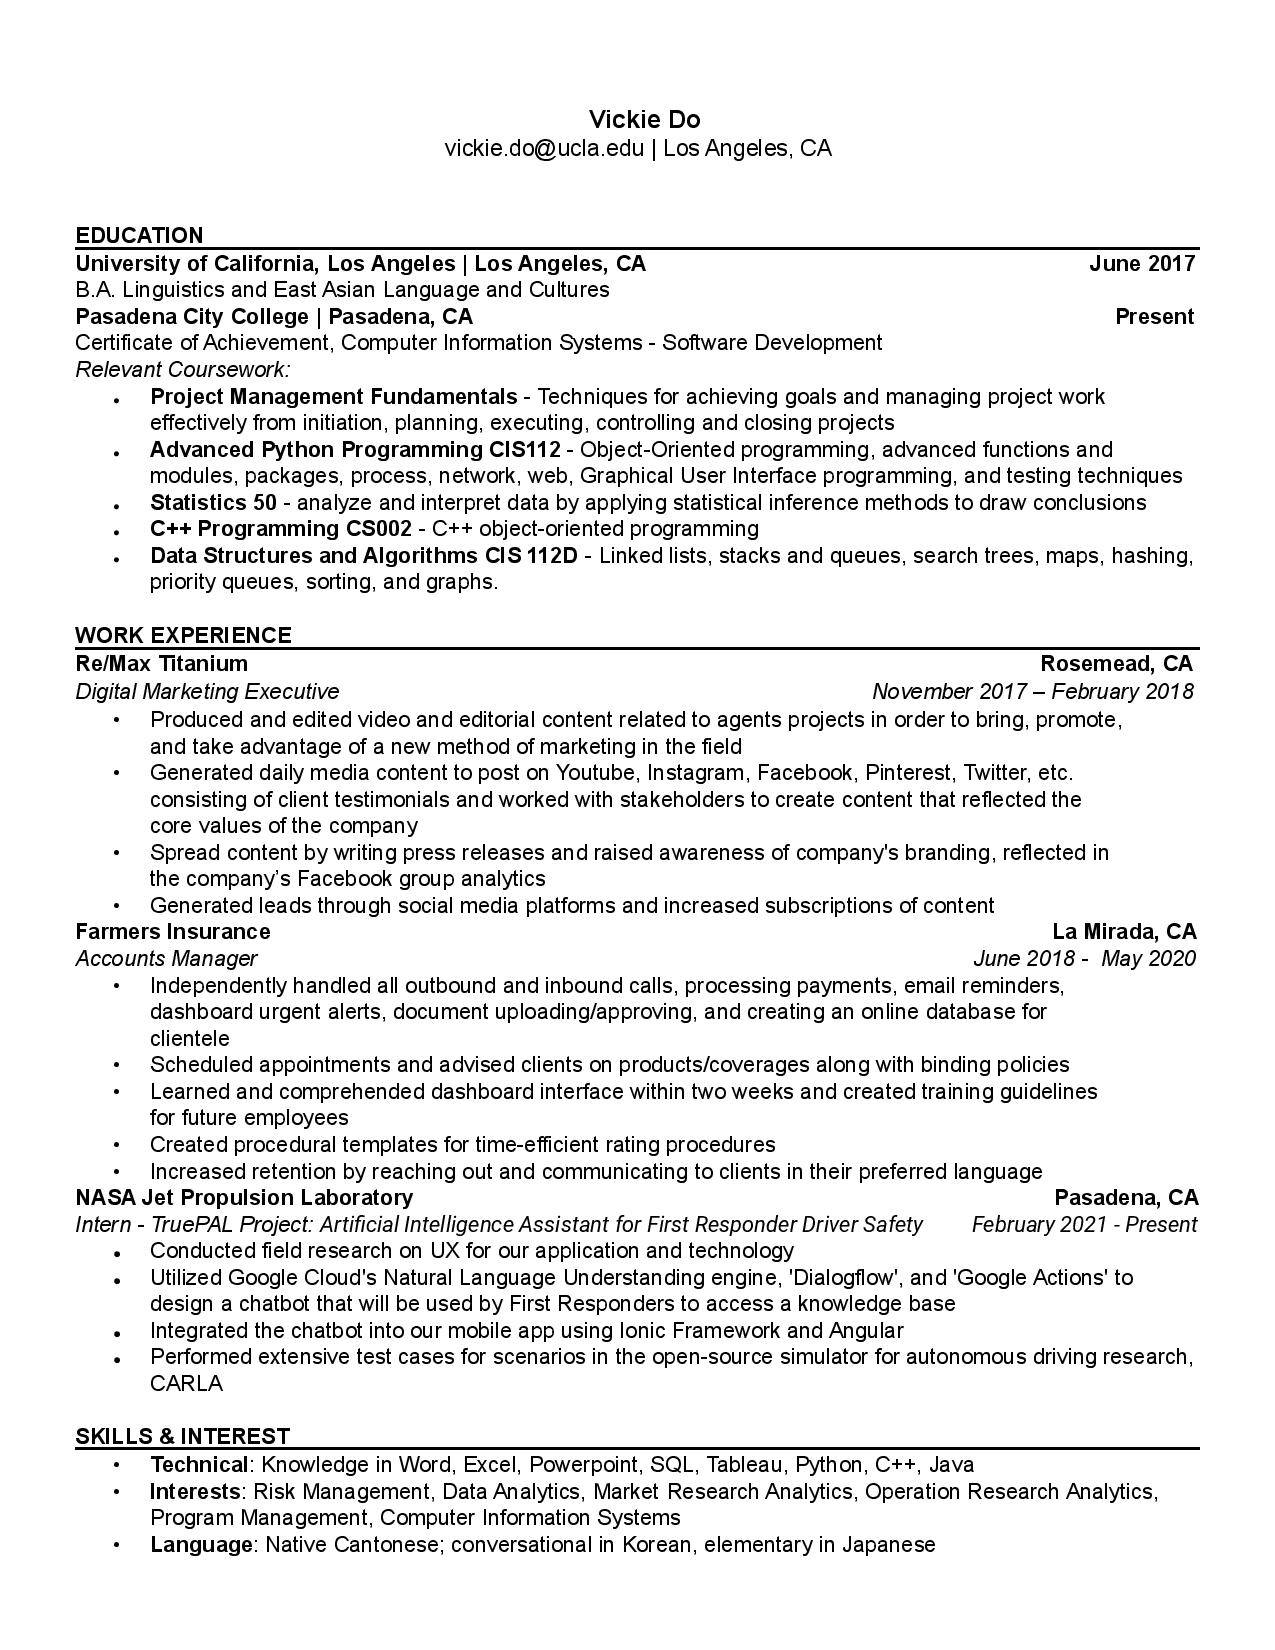 Vickie Do
vickie.do@ucla.edu | Los Angeles, CA
EDUCATION
University of California, Los Angeles | Los Angeles, CA June 2017
B.A. Linguistics and East Asian Language and Cultures
Pasadena City College | Pasadena, CA Present
Certificate of Achievement, Computer Information Systems - Software Development
Relevant Coursework:
• Project Management Fundamentals - Techniques for achieving goals and managing project work
effectively from initiation, planning, executing, controlling and closing projects
• Advanced Python Programming CIS112 - Object-Oriented programming, advanced functions and
modules, packages, process, network, web, Graphical User Interface programming, and testing techniques
• Statistics 50 - analyze and interpret data by applying statistical inference methods to draw conclusions
• C++ Programming CS002 - C++ object-oriented programming
• Data Structures and Algorithms CIS 112D - Linked lists, stacks and queues, search trees, maps, hashing,
priority queues, sorting, and graphs.
WORK EXPERIENCE
Re/Max Titanium Rosemead, CA
Digital Marketing Executive November 2017 – February 2018
• Produced and edited video and editorial content related to agents projects in order to bring, promote,
and take advantage of a new method of marketing in the field
• Generated daily media content to post on Youtube, Instagram, Facebook, Pinterest, Twitter, etc.
consisting of client testimonials and worked with stakeholders to create content that reflected the
core values of the company
• Spread content by writing press releases and raised awareness of company's branding, reflected in
the company’s Facebook group analytics
• Generated leads through social media platforms and increased subscriptions of content
Farmers Insurance La Mirada, CA
Accounts Manager June 2018 - May 2020
• Independently handled all outbound and inbound calls, processing payments, email reminders,
dashboard urgent alerts, document uploading/approving, and creating an online database for
clientele
• Scheduled appointments and advised clients on products/coverages along with binding policies
• Learned and comprehended dashboard interface within two weeks and created training guidelines
for future employees
• Created procedural templates for time-efficient rating procedures
• Increased retention by reaching out and communicating to clients in their preferred language
NASA Jet Propulsion Laboratory Pasadena, CA
Intern - TruePAL Project: Artificial Intelligence Assistant for First Responder Driver Safety February 2021 - Present
• Conducted field research on UX for our application and technology
• Utilized Google Cloud's Natural Language Understanding engine, 'Dialogflow', and 'Google Actions' to
design a chatbot that will be used by First Responders to access a knowledge base
• Integrated the chatbot into our mobile app using Ionic Framework and Angular
• Performed extensive test cases for scenarios in the open-source simulator for autonomous driving research,
CARLA
SKILLS & INTEREST
• Technical: Knowledge in Word, Excel, Powerpoint, SQL, Tableau, Python, C++, Java
• Interests: Risk Management, Data Analytics, Market Research Analytics, Operation Research Analytics,
Program Management, Computer Information Systems
• Language: Native Cantonese; conversational in Korean, elementary in Japanese